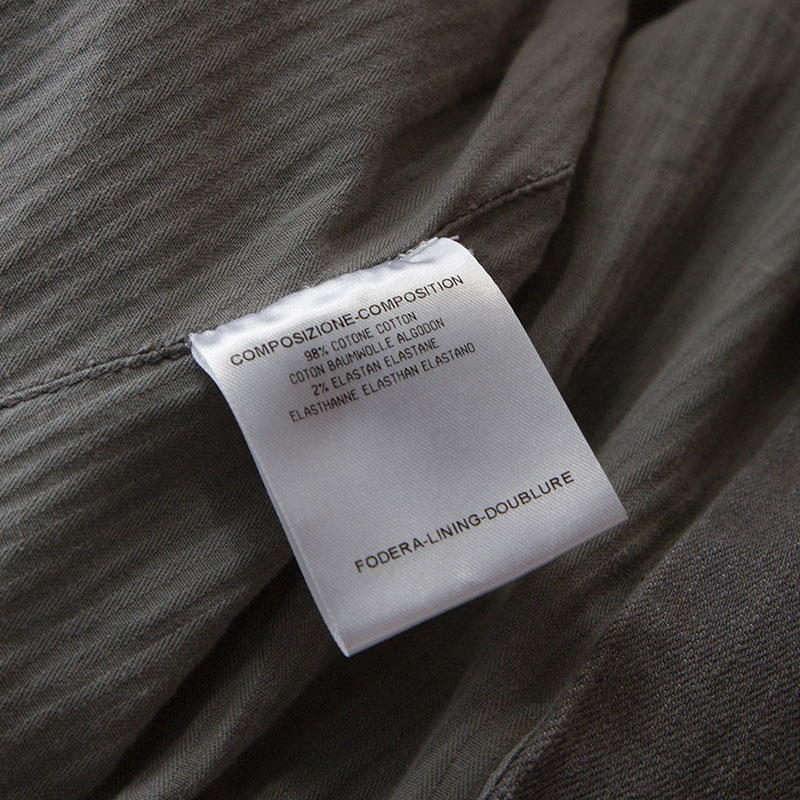 COMPOSIZIONE-COMPOSITION
98% COTONE COTTON
COTON BAUMWOLLE ALGODON
2% ELASTAN ELASTANE
ELASTHANNE ELASTHAN ELASTANO
FODERA-LINING-DOUBLURE